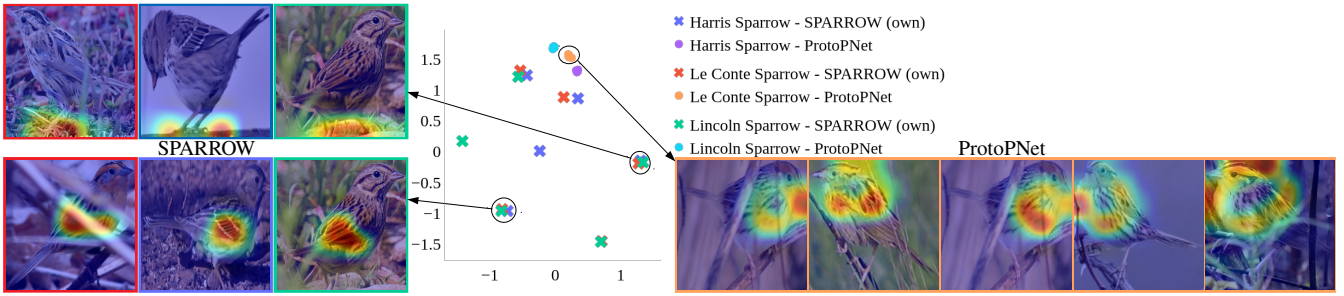 SPARROW
1.5
1
0.5
0
−0.5
−1
−1.5
−1
0
1
Harris Sparrow - SPARROW (own)
Harris Sparrow - ProtoPNet
Le Conte Sparrow - SPARROW (own)
Le Conte Sparrow - ProtoPNet
Lincoln Sparrow - SPARROW (own)
Lincoln Sparrow - ProtoPNet
ProtoPNet